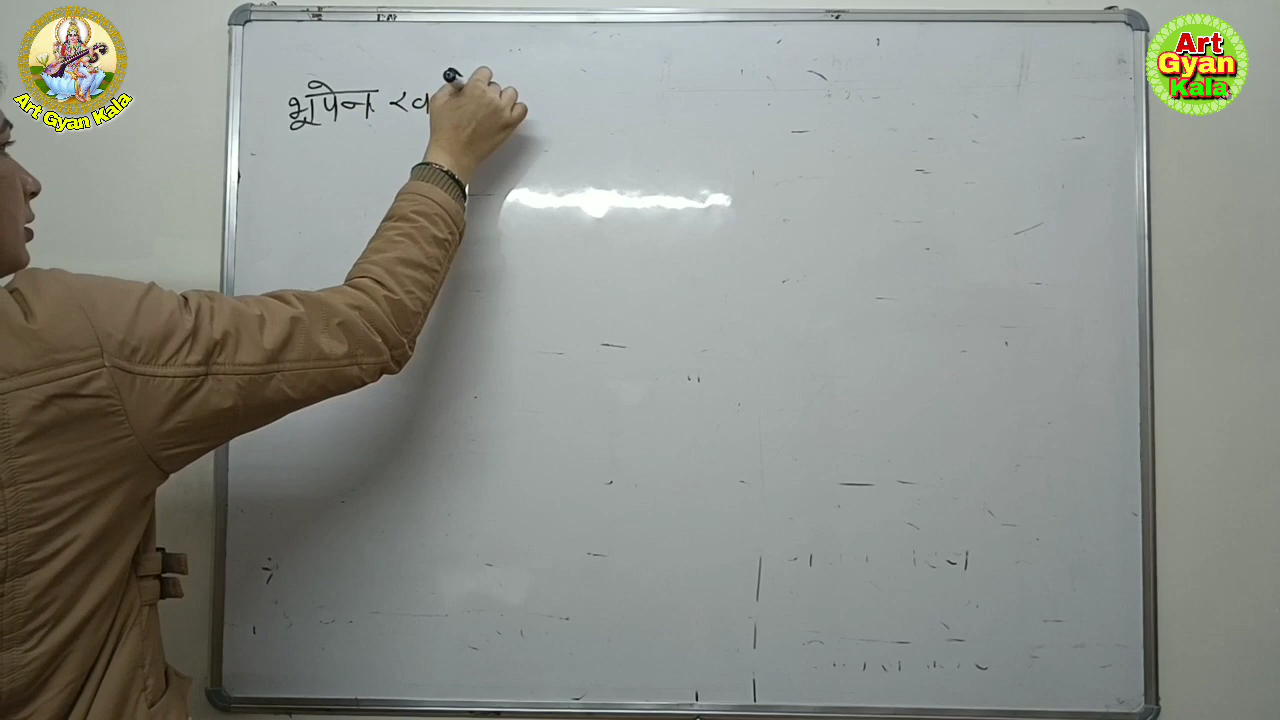 Art Gyan Kala
Art
Gyan
Kala
भूपेन